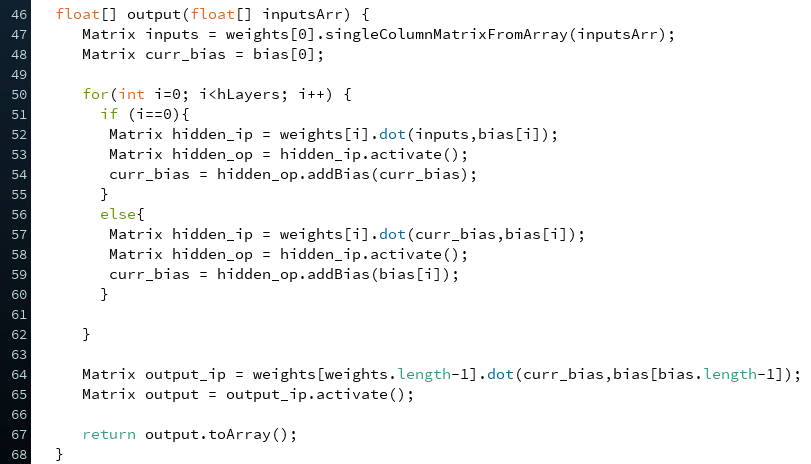 46 float[] output(float[] inputsArr) {
47 Matrix inputs = weights[0].singleColumnMatrixFromArray(inputsArr);
48 Matrix curr_bias = bias[0];
49
50 for(int i=0; i<hLayers; i++) {
51 if (i==0){
52 Matrix hidden_ip = weights[i].dot(inputs,bias[i]);
53 Matrix hidden_op = hidden_ip.activate();
54 curr_bias = hidden_op.addBias(curr_bias);
55 }
56 else{
57 Matrix hidden_ip = weights[i].dot(curr_bias,bias[i]);
58 Matrix hidden_op = hidden_ip.activate();
59 curr_bias = hidden_op.addBias(bias[i]);
60 }
61
62 }
63
64 Matrix output_ip = weights[weights.length-1].dot(curr_bias,bias[bias.length-1]);
65 Matrix output = output_ip.activate();
66
67 return output.toArray();
68 }